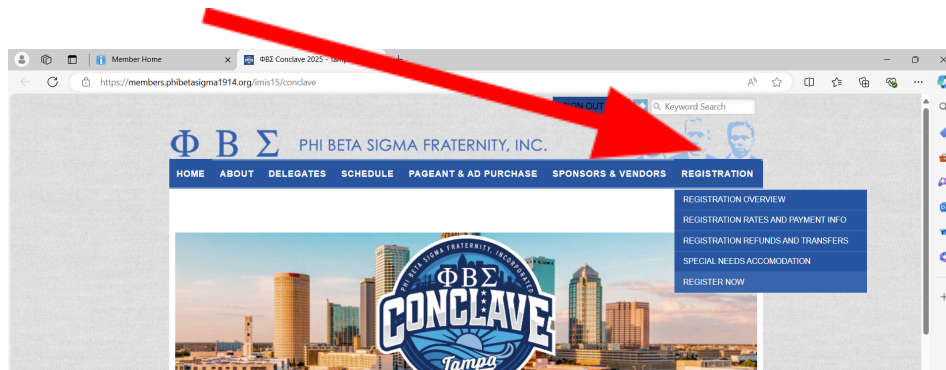 Member Home
ΦΒΣ Conclave 2025 -
https://members.phibetasigma1914.org/imis15/conclave
SIGN OUT
Keyword Search
ΦΒΣ PHI BETA SIGMA FRATERNITY, INC.
HOME ABOUT DELEGATES SCHEDULE PAGEANT & AD PURCHASE SPONSORS & VENDORS REGISTRATION
REGISTRATION OVERVIEW
REGISTRATION RATES AND PAYMENT INFO
REGISTRATION REFUNDS AND TRANSFERS
SPECIAL NEEDS ACCOMODATION
REGISTER NOW
PHI BETA SIGMA FRATERNITY, INCORPORATED
ΦΒΣ
CONCLAVE
Tampa